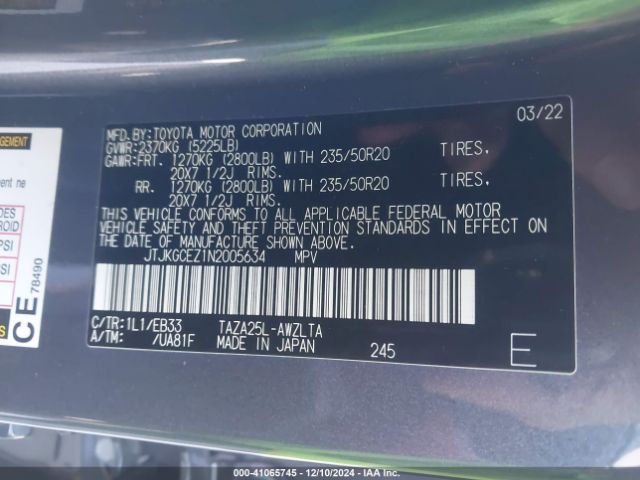 03/22
MFD.BY:TOYOTA MOTOR CORPORATION
GVWR:2370KG (5225LB)
GAWR:FRT. 1270KG (2800LB) WITH 235/50R20 TIRES,
20X7 1/2J RIMS.
RR. 1270KG (2800LB) WITH 235/50R20 TIRES,
20X7 1/2J RIMS.
THIS VEHICLE CONFORMS TO ALL APPLICABLE FEDERAL MOTOR
VEHICLE SAFETY AND THEFT PREVENTION STANDARDS IN EFFECT ON
THE DATE OF MANUFACTURE SHOWN ABOVE.
JTJKGCEZ1N2005634 MPV
C/TR:1L1/EB33 TAZA25L-AWZLTA
A/TM: /UA81F MADE IN JAPAN 245
E
CE 78490
000-41065745 - 12/10/2024 - IAA Inc.